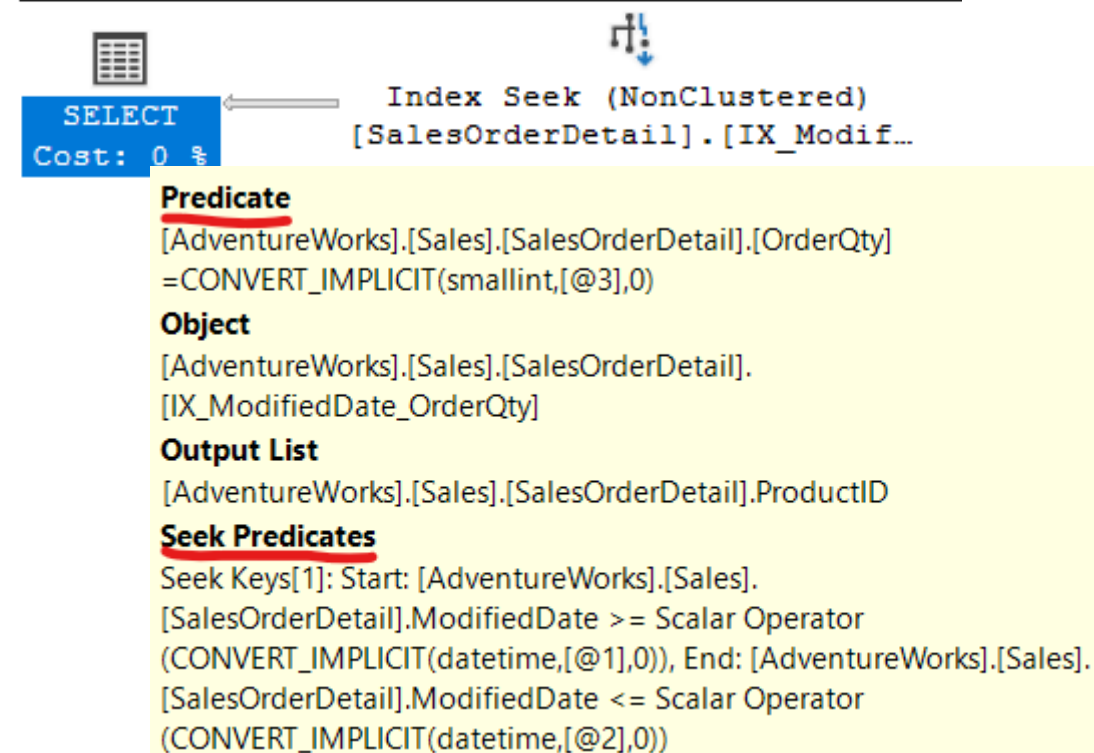 SELECT
Cost: 0 %
Index Seek (NonClustered)
[SalesOrderDetail].[IX_Modif…
Predicate
[AdventureWorks].[Sales].[SalesOrderDetail].[OrderQty]
=CONVERT_IMPLICIT(smallint,[@3],0)
Object
[AdventureWorks].[Sales].[SalesOrderDetail].
[IX_ModifiedDate_OrderQty]
Output List
[AdventureWorks].[Sales].[SalesOrderDetail].ProductID
Seek Predicates
Seek Keys[1]: Start: [AdventureWorks].[Sales].
[SalesOrderDetail].ModifiedDate >= Scalar Operator
(CONVERT_IMPLICIT(datetime,[@1],0)), End: [AdventureWorks].[Sales].
[SalesOrderDetail].ModifiedDate <= Scalar Operator
(CONVERT_IMPLICIT(datetime,[@2],0))